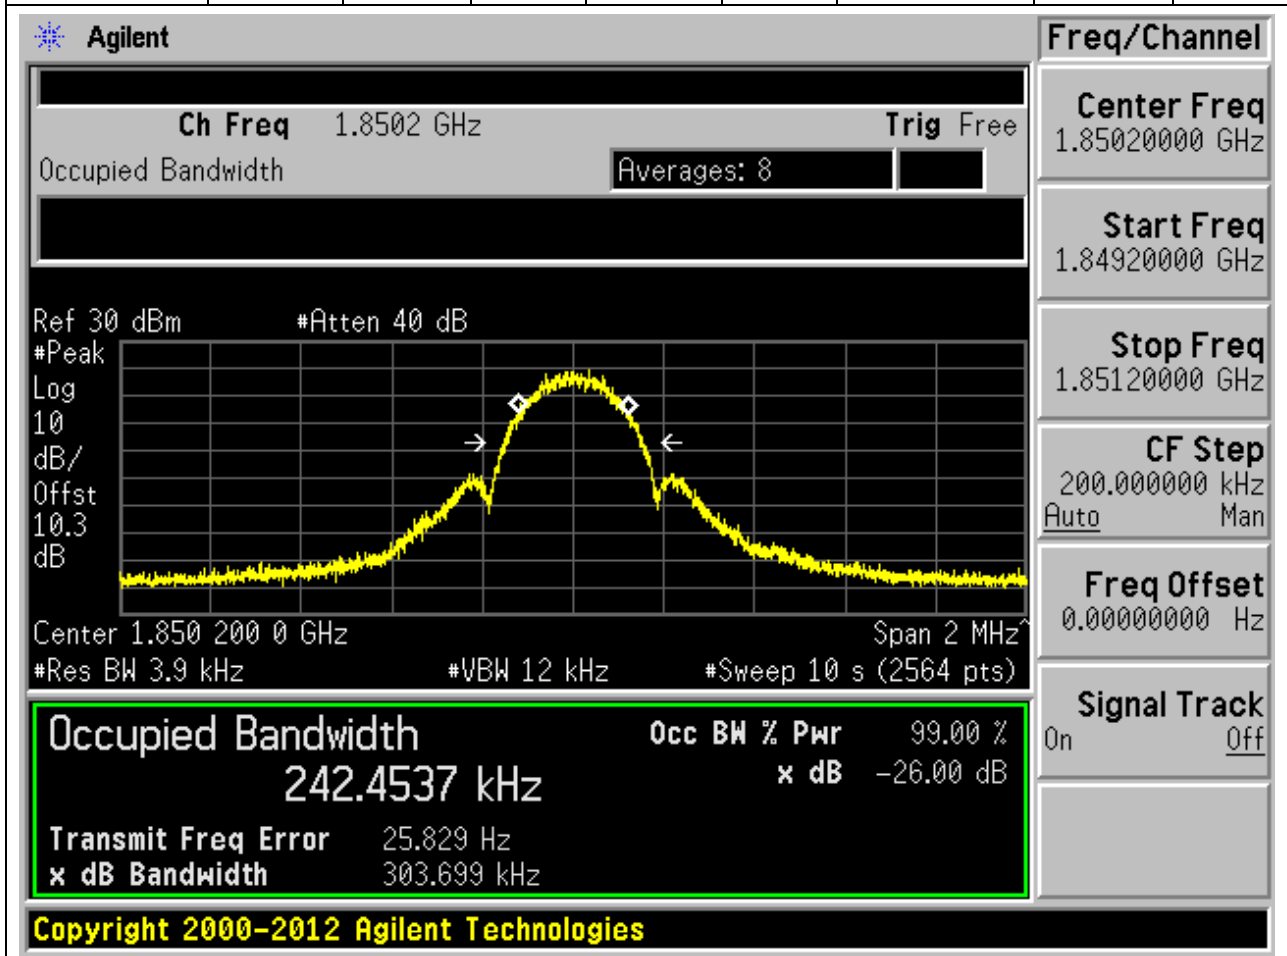 Agilent
Freq/Channel
Ch Freq 1.8502 GHz Trig Free
Occupied Bandwidth Averages: 8
Center Freq
1.85020000 GHz
Start Freq
1.84920000 GHz
Stop Freq
1.85120000 GHz
CF Step
200.000000 kHz
Auto Man
Freq Offset
0.00000000 Hz
Signal Track
On Off
Ref 30 dBm #Atten 40 dB
#Peak
Log
10
dB/
Offst
10.3
dB
Center 1.850 200 0 GHz Span 2 MHz^
#Res BW 3.9 kHz #VBW 12 kHz #Sweep 10 s (2564 pts)
Occupied Bandwidth
242.4537 kHz
Occ BW % Pwr 99.00 %
x dB -26.00 dB
Transmit Freq Error 25.829 Hz
x dB Bandwidth 303.699 kHz
Copyright 2000-2012 Agilent Technologies